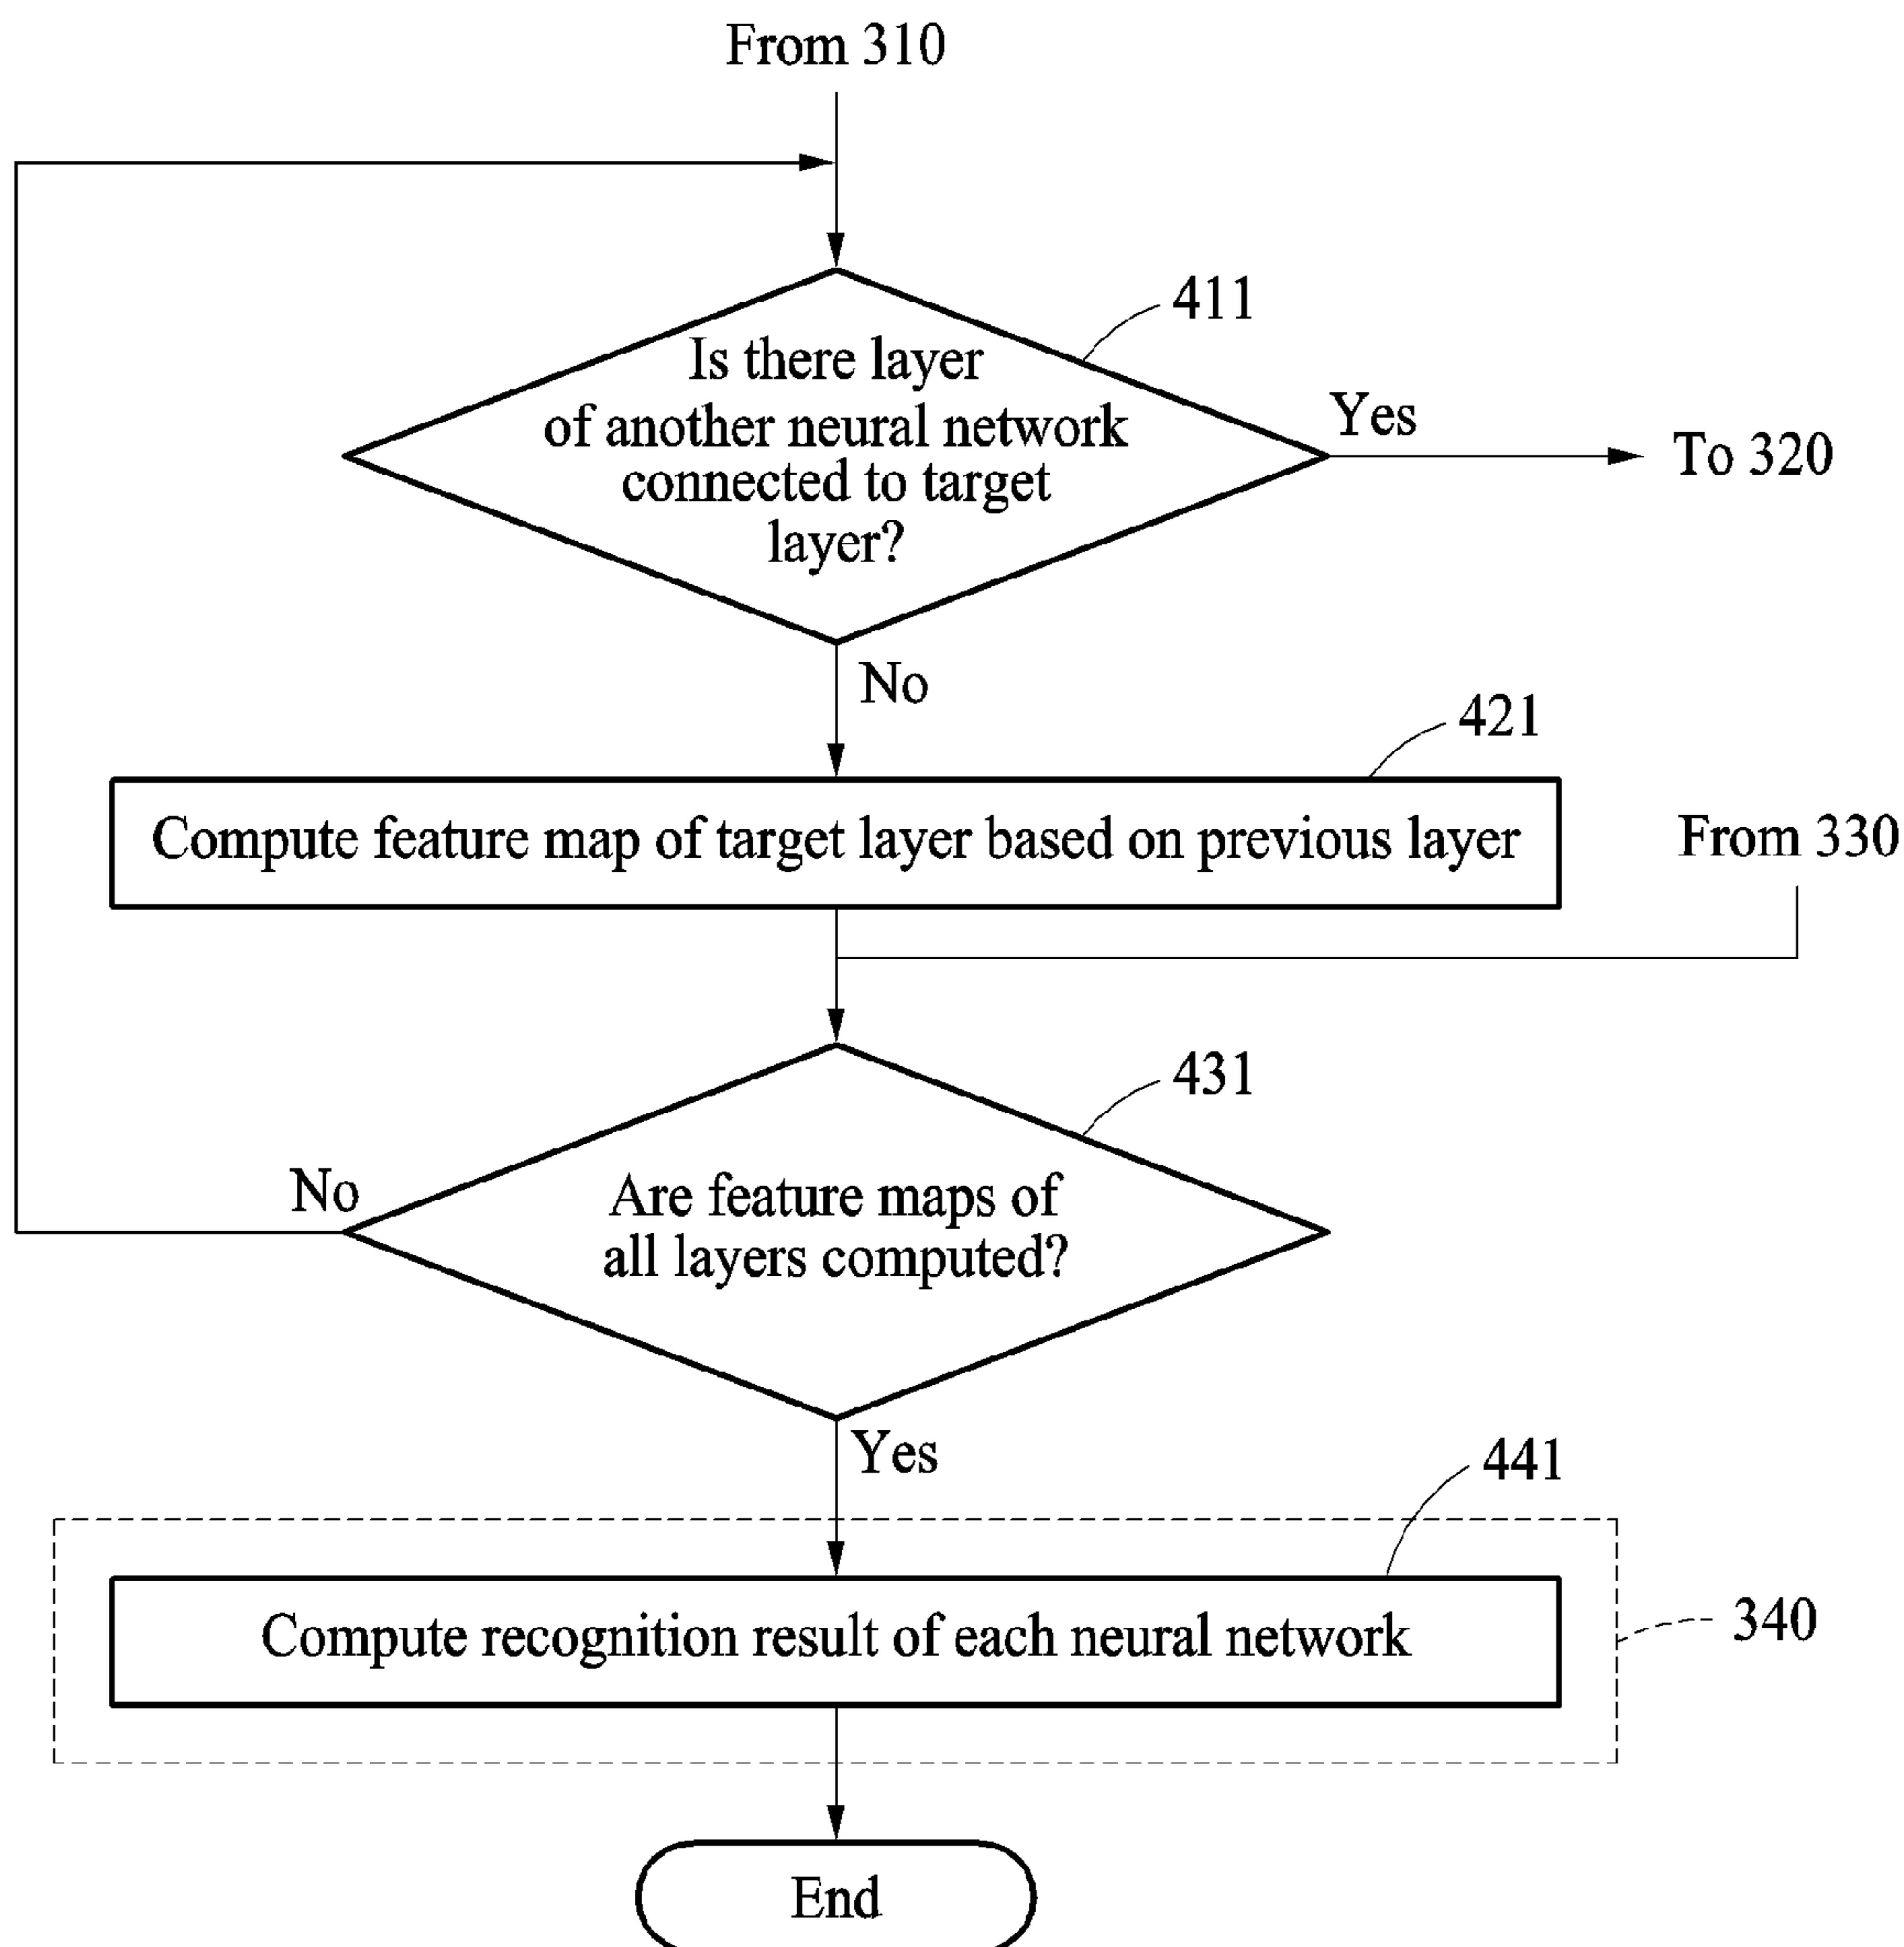 From 310
411
Is there layer
of another neural network
connected to target
layer?
Yes
To 320
No
421
Compute feature map of target layer based on previous layer
From 330
431
No
Are feature maps of
all layers computed?
Yes
441
Compute recognition result of each neural network
340
End